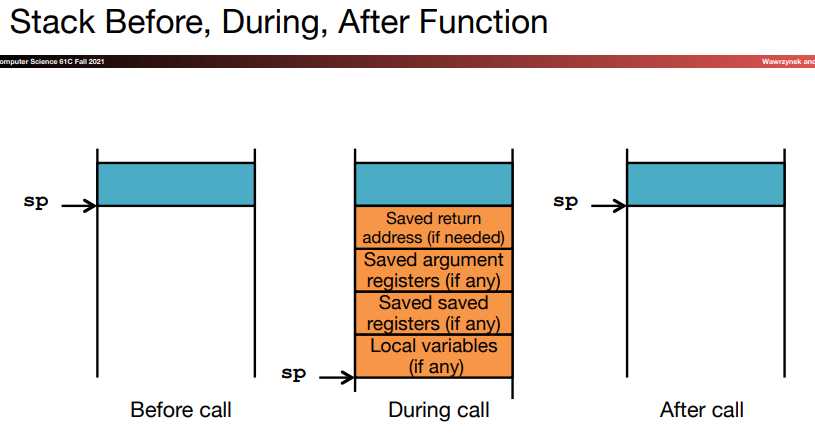 Stack Before, During, After Function
omputer Science 61C Fall 2021
Wawrzynek and
sp
sp
Saved return
address (if needed)
Saved argument
registers (if any)
Saved saved
registers (if any)
Local variables
(if any)
sp
Before call
During call
After call